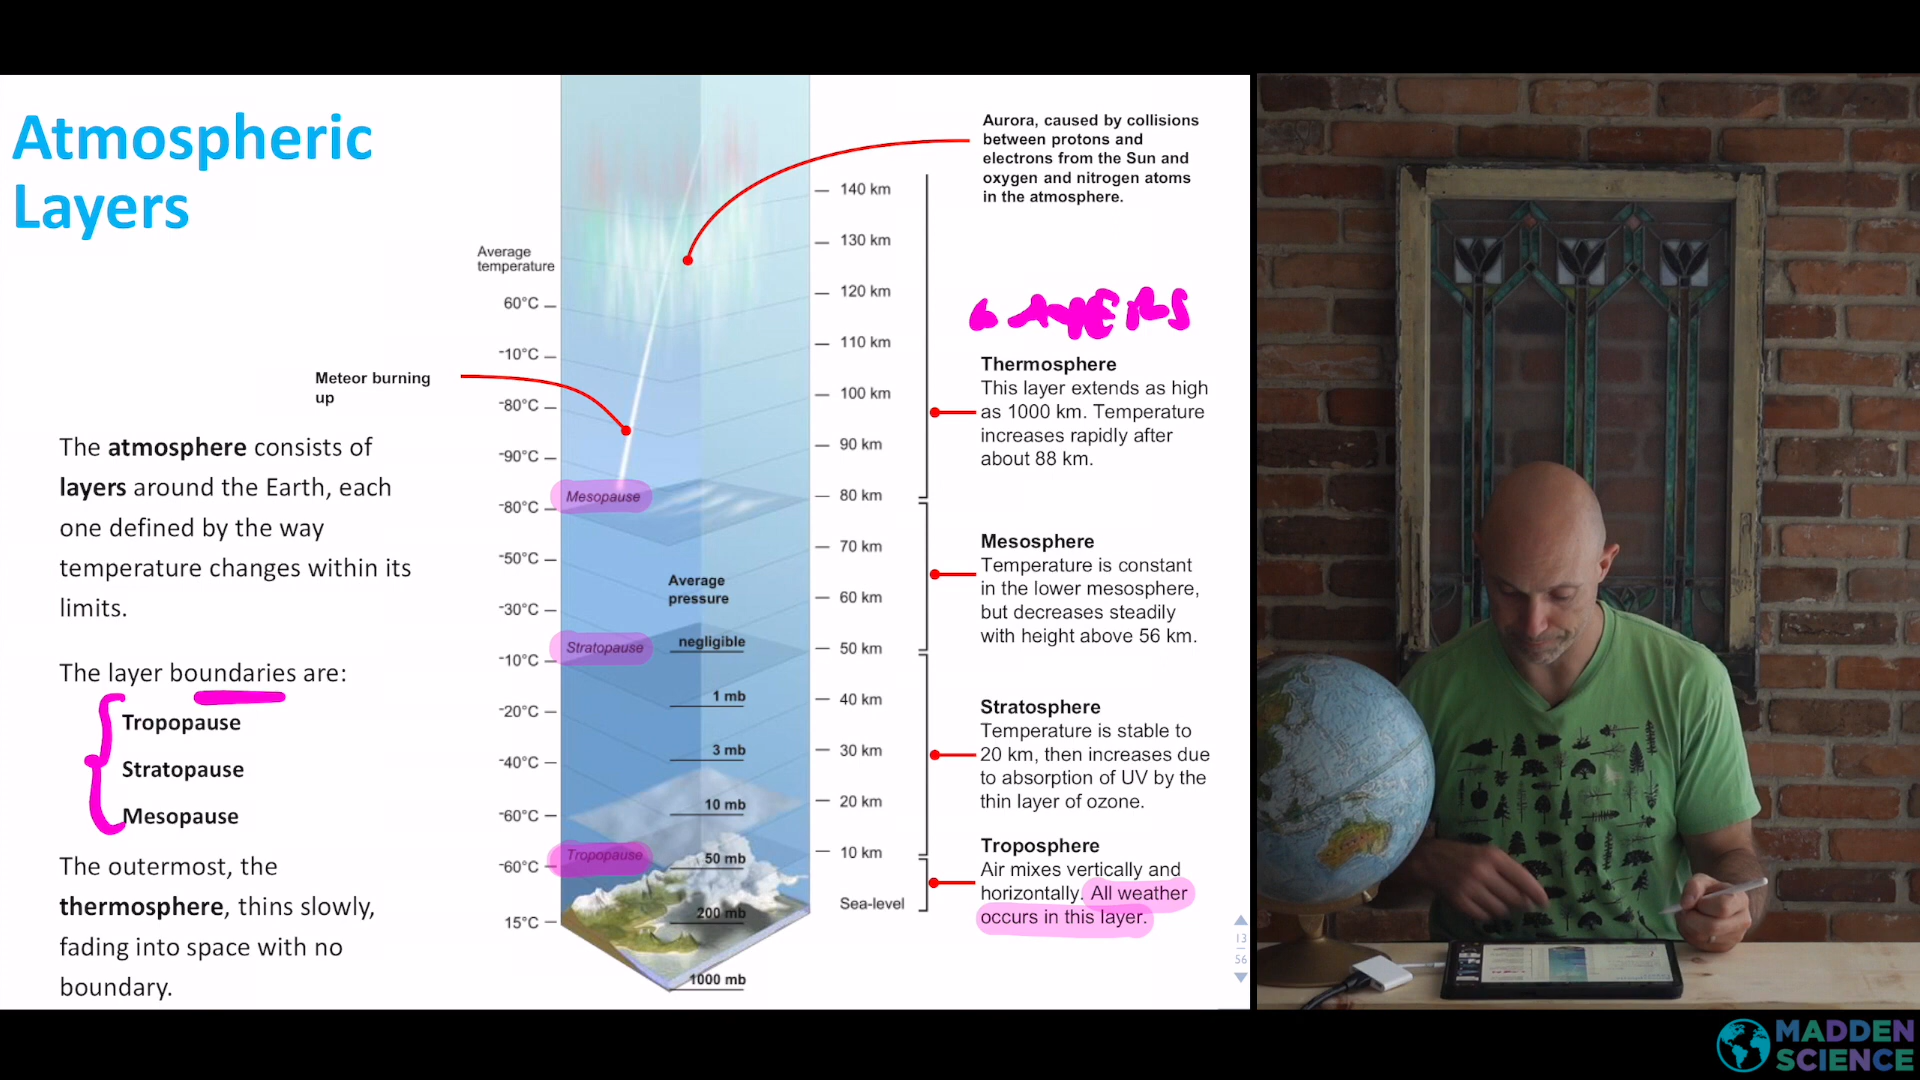 Atmospheric
Layers
The atmosphere consists of
layers around the Earth, each
one defined by the way
temperature changes within its
limits.
The layer boundaries are:
Tropopause
Stratopause
Mesopause
The outermost, the
thermosphere, thins slowly,
fading into space with no
boundary.
Meteor burning
up
Average
temperature
60°C
-10°C
-80°C
-90°C
-80°C
-50°C
-30°C
-10°C
-20°C
-40°C
-60°C
-60°C
15°C
Mesopause
Stratopause
Tropopause
Average
pressure
negligible
1 mb
3 mb
10 mb
50 mb
200 mb
1000 mb
140 km
130 km
120 km
110 km
100 km
90 km
80 km
70 km
60 km
50 km
40 km
30 km
20 km
10 km
Sea-level
Aurora, caused by collisions
between protons and
electrons from the Sun and
oxygen and nitrogen atoms
in the atmosphere.
LAYERS
Thermosphere
This layer extends as high
as 1000 km. Temperature
increases rapidly after
about 88 km.
Mesosphere
Temperature is constant
in the lower mesosphere,
but decreases steadily
with height above 56 km.
Stratosphere
Temperature is stable to
20 km, then increases due
to absorption of UV by the
thin layer of ozone.
Troposphere
Air mixes vertically and
horizontally. All weather
occurs in this layer.
13
56
MADDEN
SCIENCE